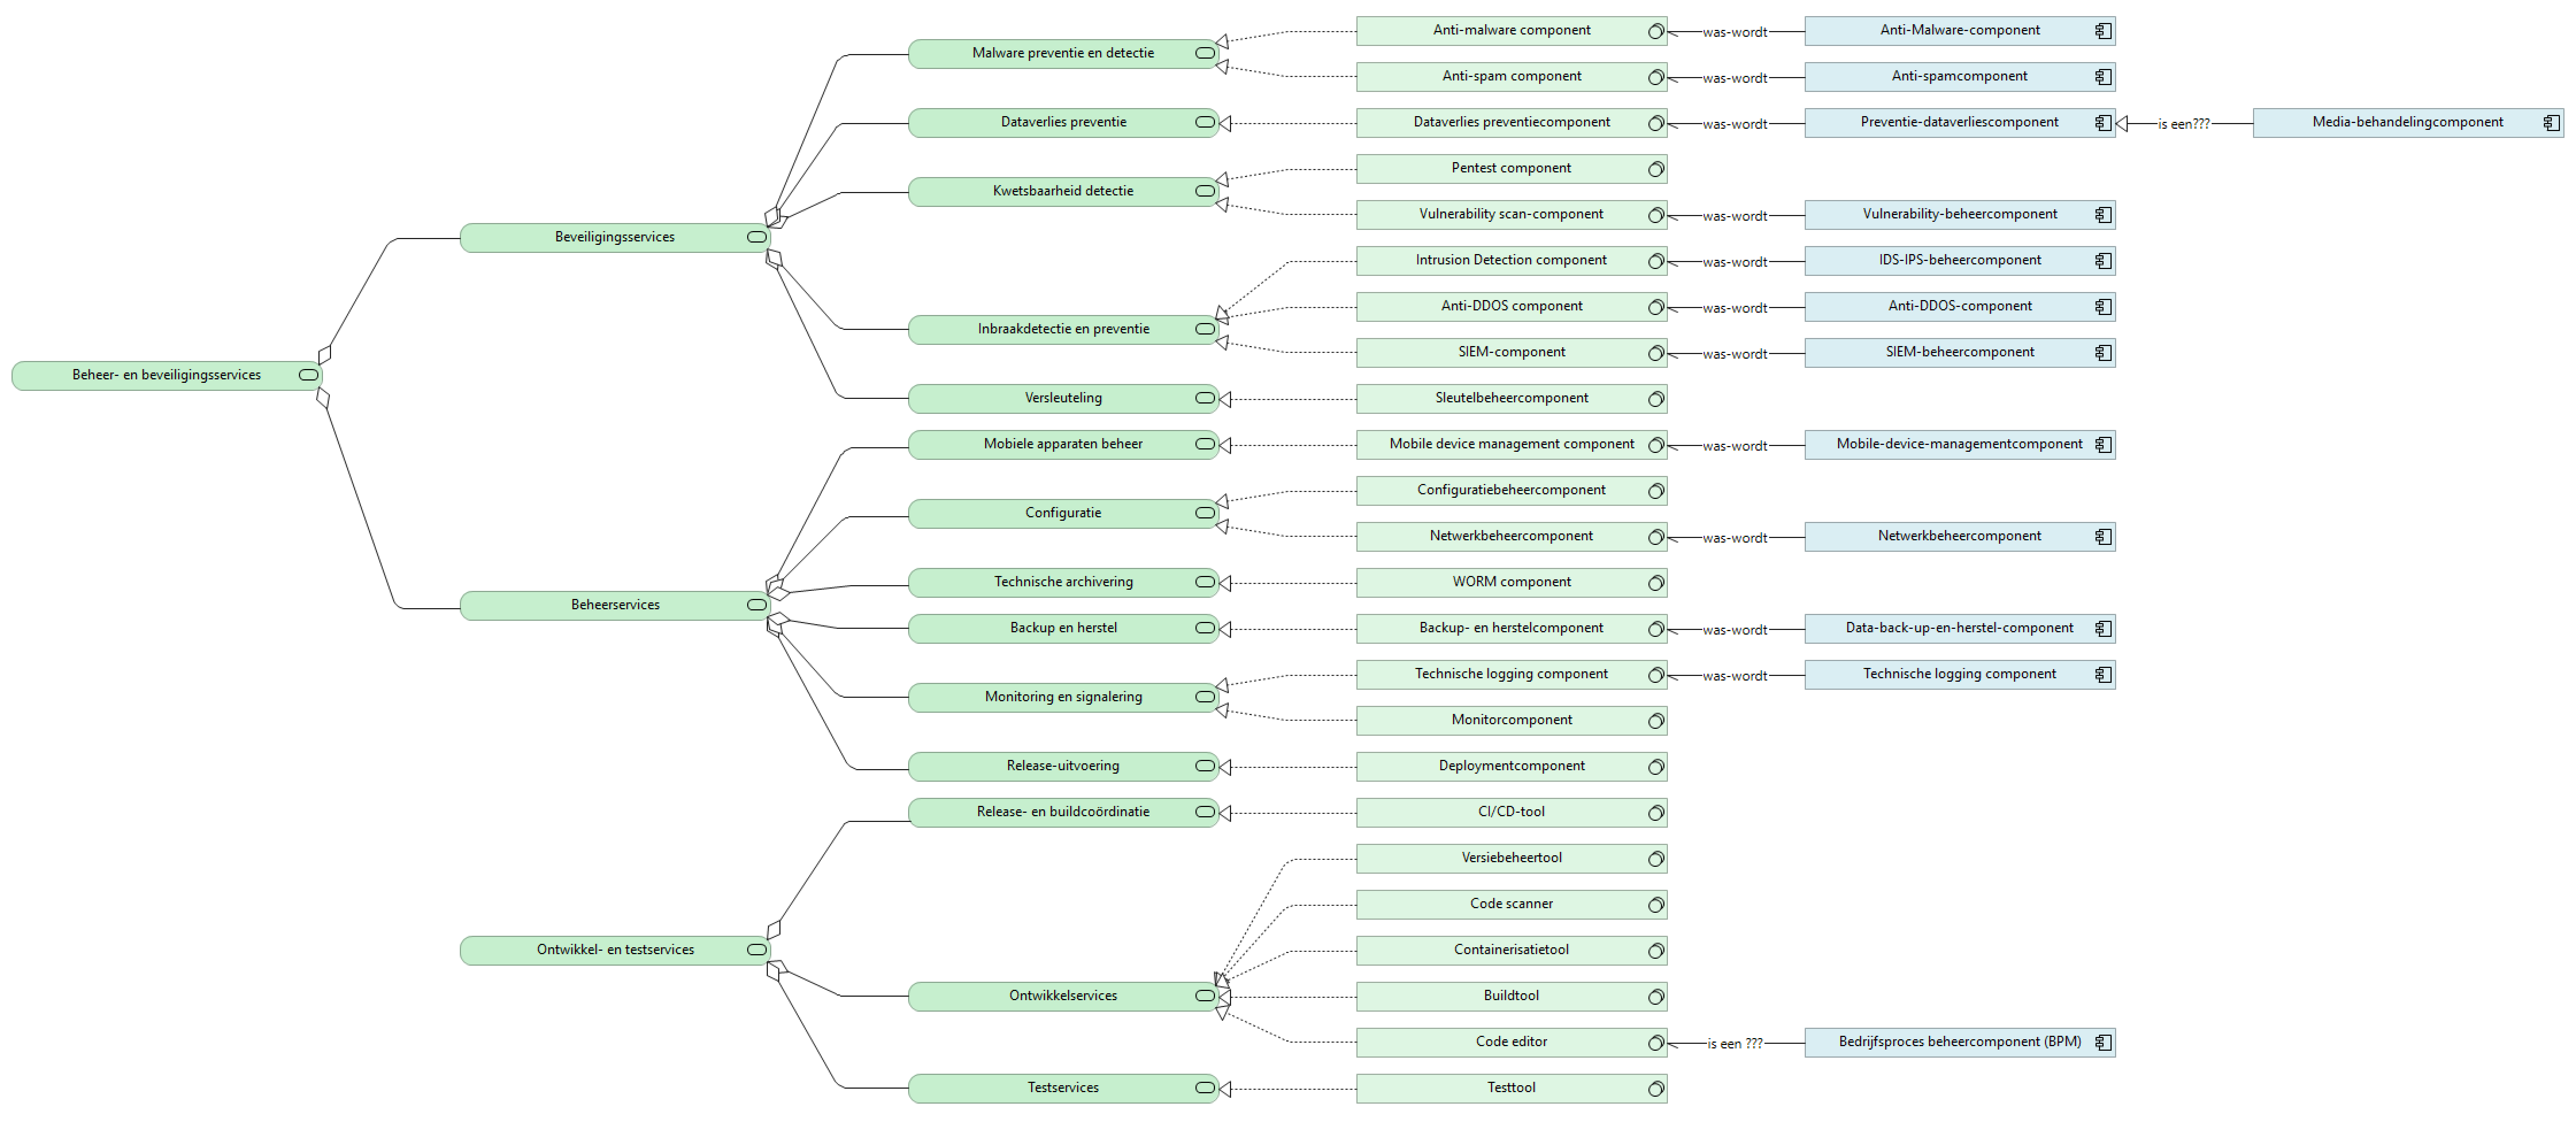 Anti-malware component was-wordt Anti-Malware-component
Malware preventie en detectie
Anti-spam component was-wordt Anti-spamcomponent
Dataverlies preventie Dataverlies preventiecomponent was-wordt Preventie-dataverliescomponent is een??? Media-behandelingcomponent
Pentest component
Kwetsbaarheid detectie
Vulnerability scan-component was-wordt Vulnerability-beheercomponent
Beveiligingsservices
Intrusion Detection component was-wordt IDS-IPS-beheercomponent
Anti-DDOS component was-wordt Anti-DDOS-component
Inbraakdetectie en preventie
SIEM-component was-wordt SIEM-beheercomponent
Beheer- en beveiligingsservices
Versleuteling Sleutelbeheercomponent
Mobiele apparaten beheer Mobile device management component was-wordt Mobile-device-managementcomponent
Configuratiebeheercomponent
Configuratie
Netwerkbeheercomponent was-wordt Netwerkbeheercomponent
Technische archivering WORM component
Beheerservices
Backup en herstel Backup- en herstelcomponent was-wordt Data-back-up-en-herstel-component
Technische logging component was-wordt Technische logging component
Monitoring en signalering
Monitorcomponent
Release-uitvoering Deploymentcomponent
Release- en buildcoördinatie CI/CD-tool
Versiebeheertool
Code scanner
Ontwikkel- en testservices Containerisatietool
Ontwikkelservices Buildtool
Code editor is een ??? Bedrijfsproces beheercomponent (BPM)
Testservices Testtool